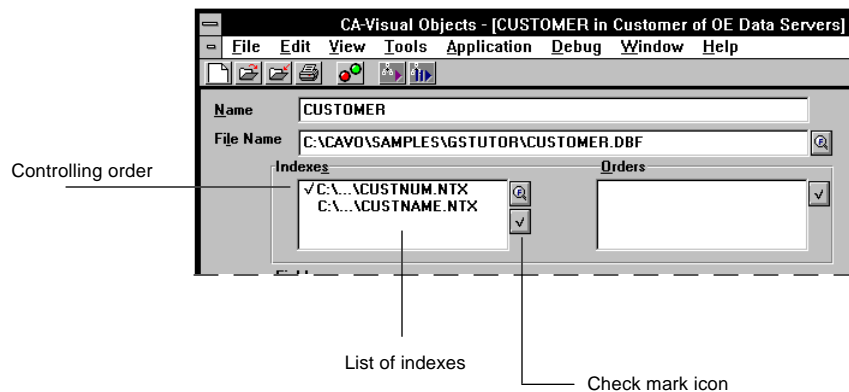 CA-Visual Objects - [CUSTOMER in Customer of OE Data Servers]
File Edit View Tools Application Debug Window Help
Name CUSTOMER
File Name C:\CAVO\SAMPLES\GSTUTOR\CUSTOMER.DBF
Controlling order
Indexes Orders
√ C:\...\CUSTNUM.NTX
C:\...\CUSTNAME.NTX
List of indexes
Check mark icon